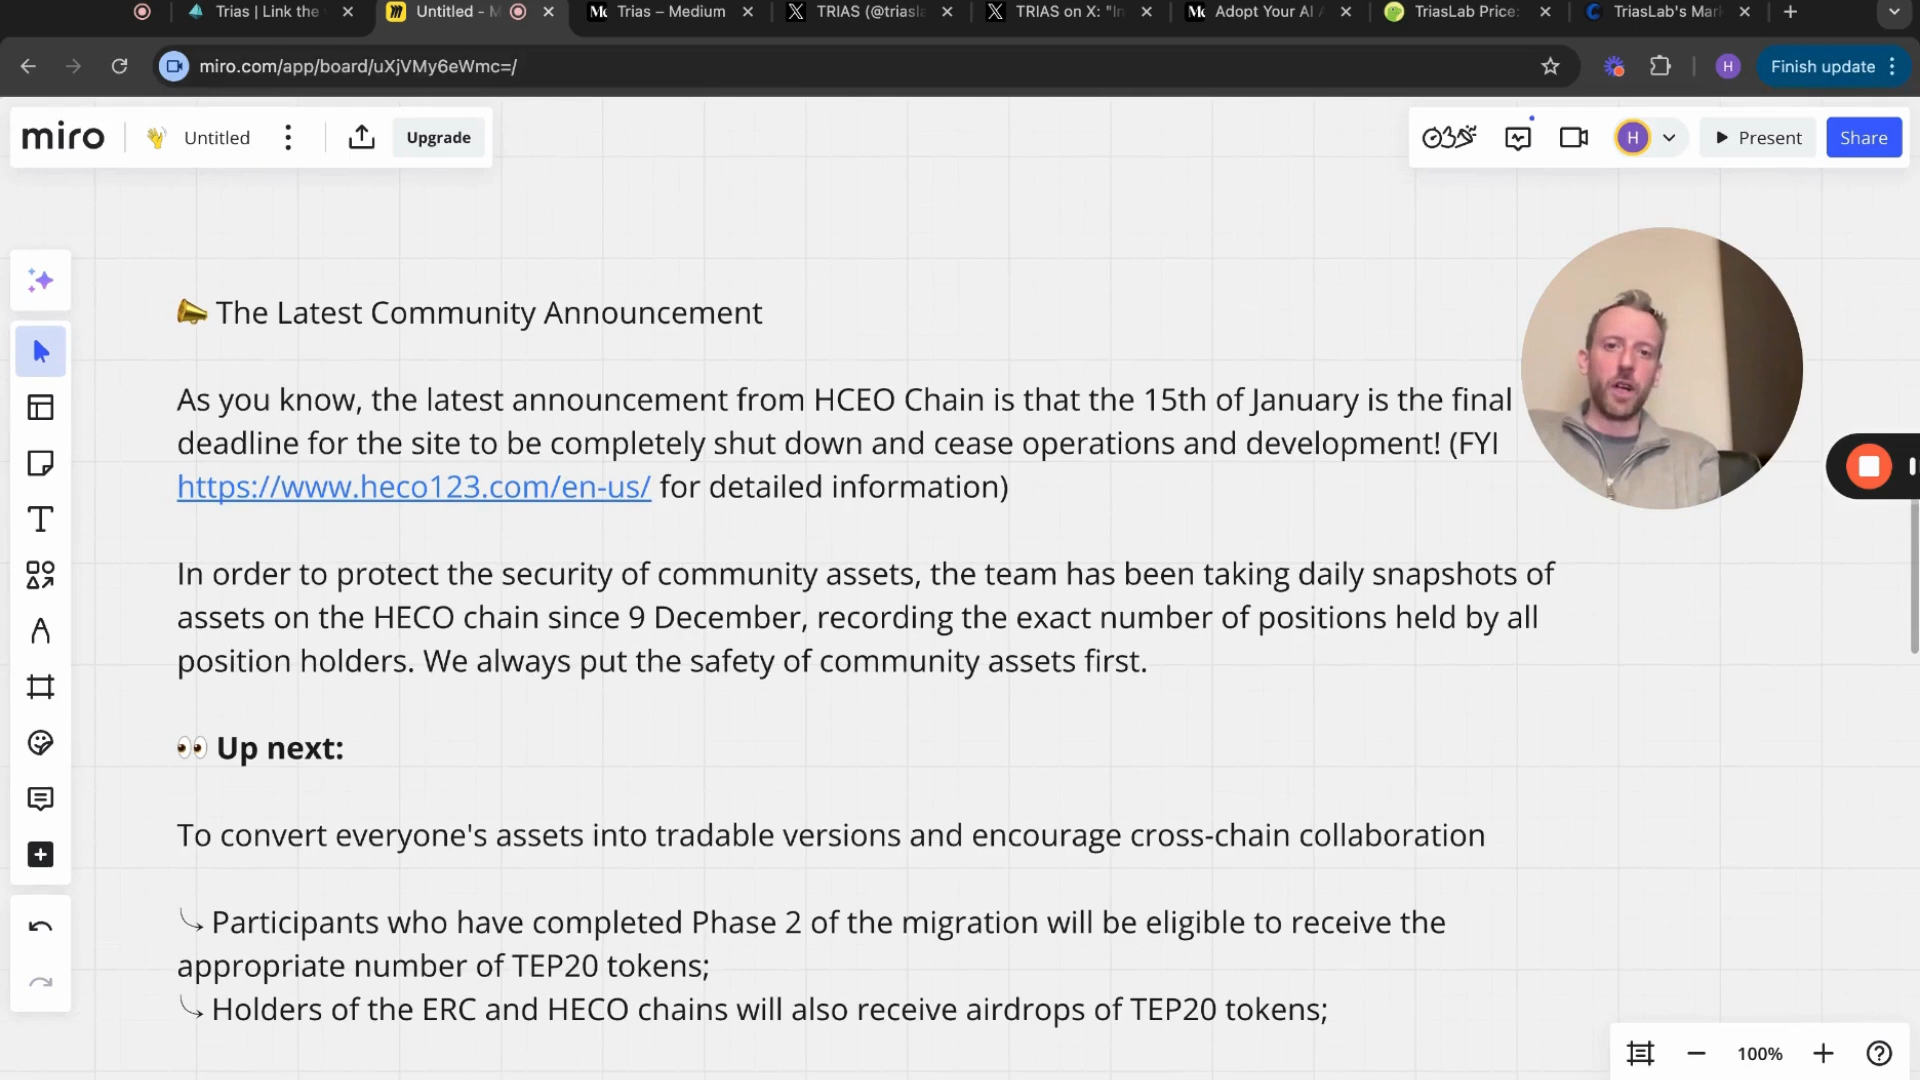 Trias | Link the
Untitled - M
Trias – Medium
TRIAS (@triasla
TRIAS on X: "In
Adopt Your AI A
TriasLab Price:
TriasLab's Mark
miro.com/app/board/uXjVMy6eWmc=/
H
Finish update
miro
Untitled
Upgrade
H
Present
Share
The Latest Community Announcement
As you know, the latest announcement from HCEO Chain is that the 15th of January is the final
deadline for the site to be completely shut down and cease operations and development! (FYI
https://www.heco123.com/en-us/ for detailed information)
In order to protect the security of community assets, the team has been taking daily snapshots of
assets on the HECO chain since 9 December, recording the exact number of positions held by all
position holders. We always put the safety of community assets first.
👀 Up next:
To convert everyone's assets into tradable versions and encourage cross-chain collaboration
Participants who have completed Phase 2 of the migration will be eligible to receive the
appropriate number of TEP20 tokens;
Holders of the ERC and HECO chains will also receive airdrops of TEP20 tokens;
100%